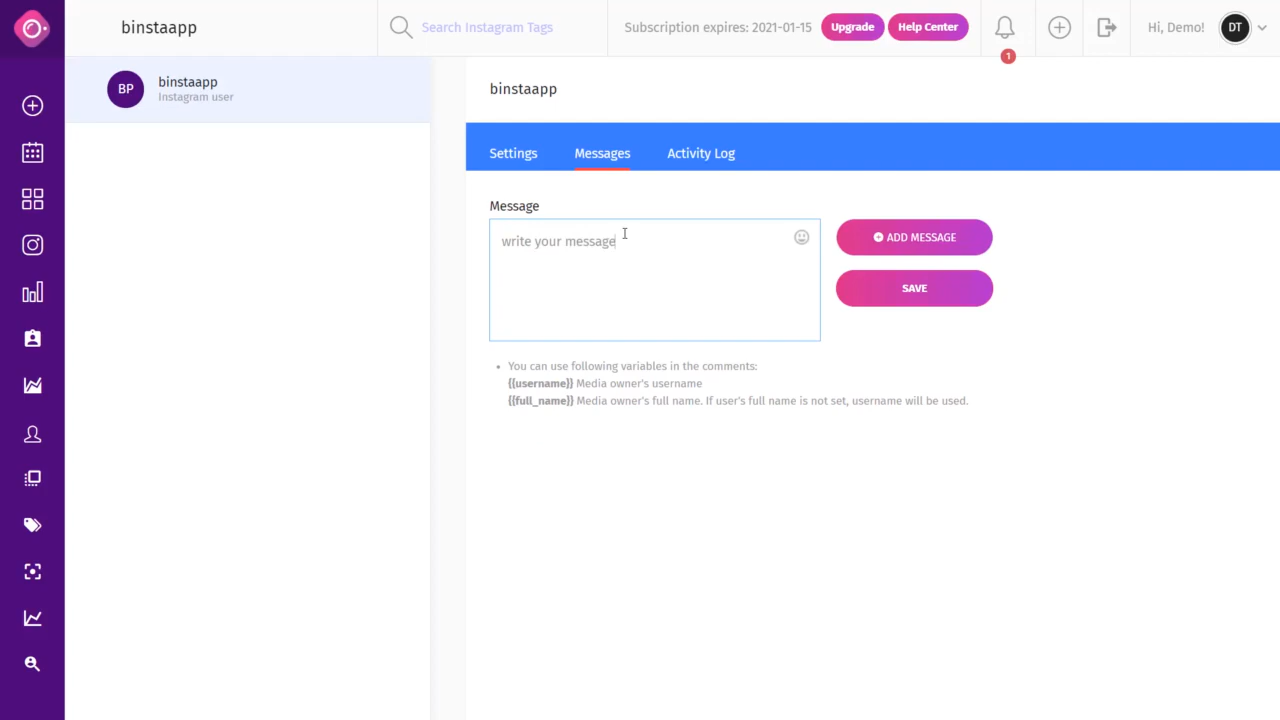 binstaapp
Search Instagram Tags
Subscription expires: 2021-01-15
Upgrade
Help Center
1
Hi, Demo!
DT
BP
binstaapp
Instagram user
binstaapp
Settings
Messages
Activity Log
Message
write your message
ADD MESSAGE
SAVE
You can use following variables in the comments:
{{username}} Media owner's username
{{full_name}} Media owner's full name. If user's full name is not set, username will be used.